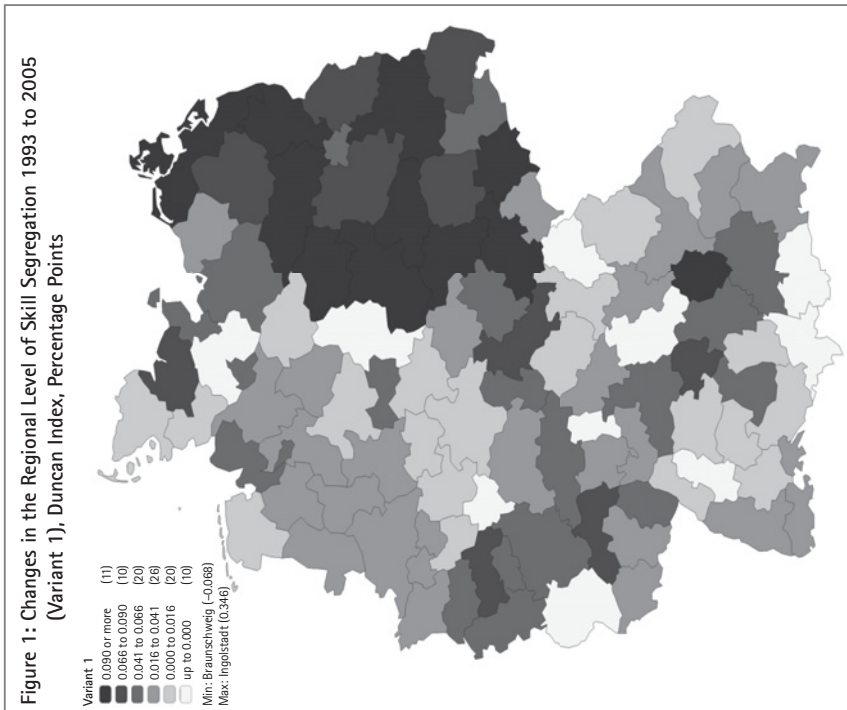 Figure 1: Changes in the Regional Level of Skill Segregation 1993 to 2005
(Variant 1), Duncan Index, Percentage Points
Variant 1
0.090 or more (11)
0.066 to 0.090 (10)
0.041 to 0.066 (20)
0.016 to 0.041 (26)
0.000 to 0.016 (20)
up to 0.000 (10)
Min: Braunschweig (–0.068)
Max: Ingolstadt (0.346)